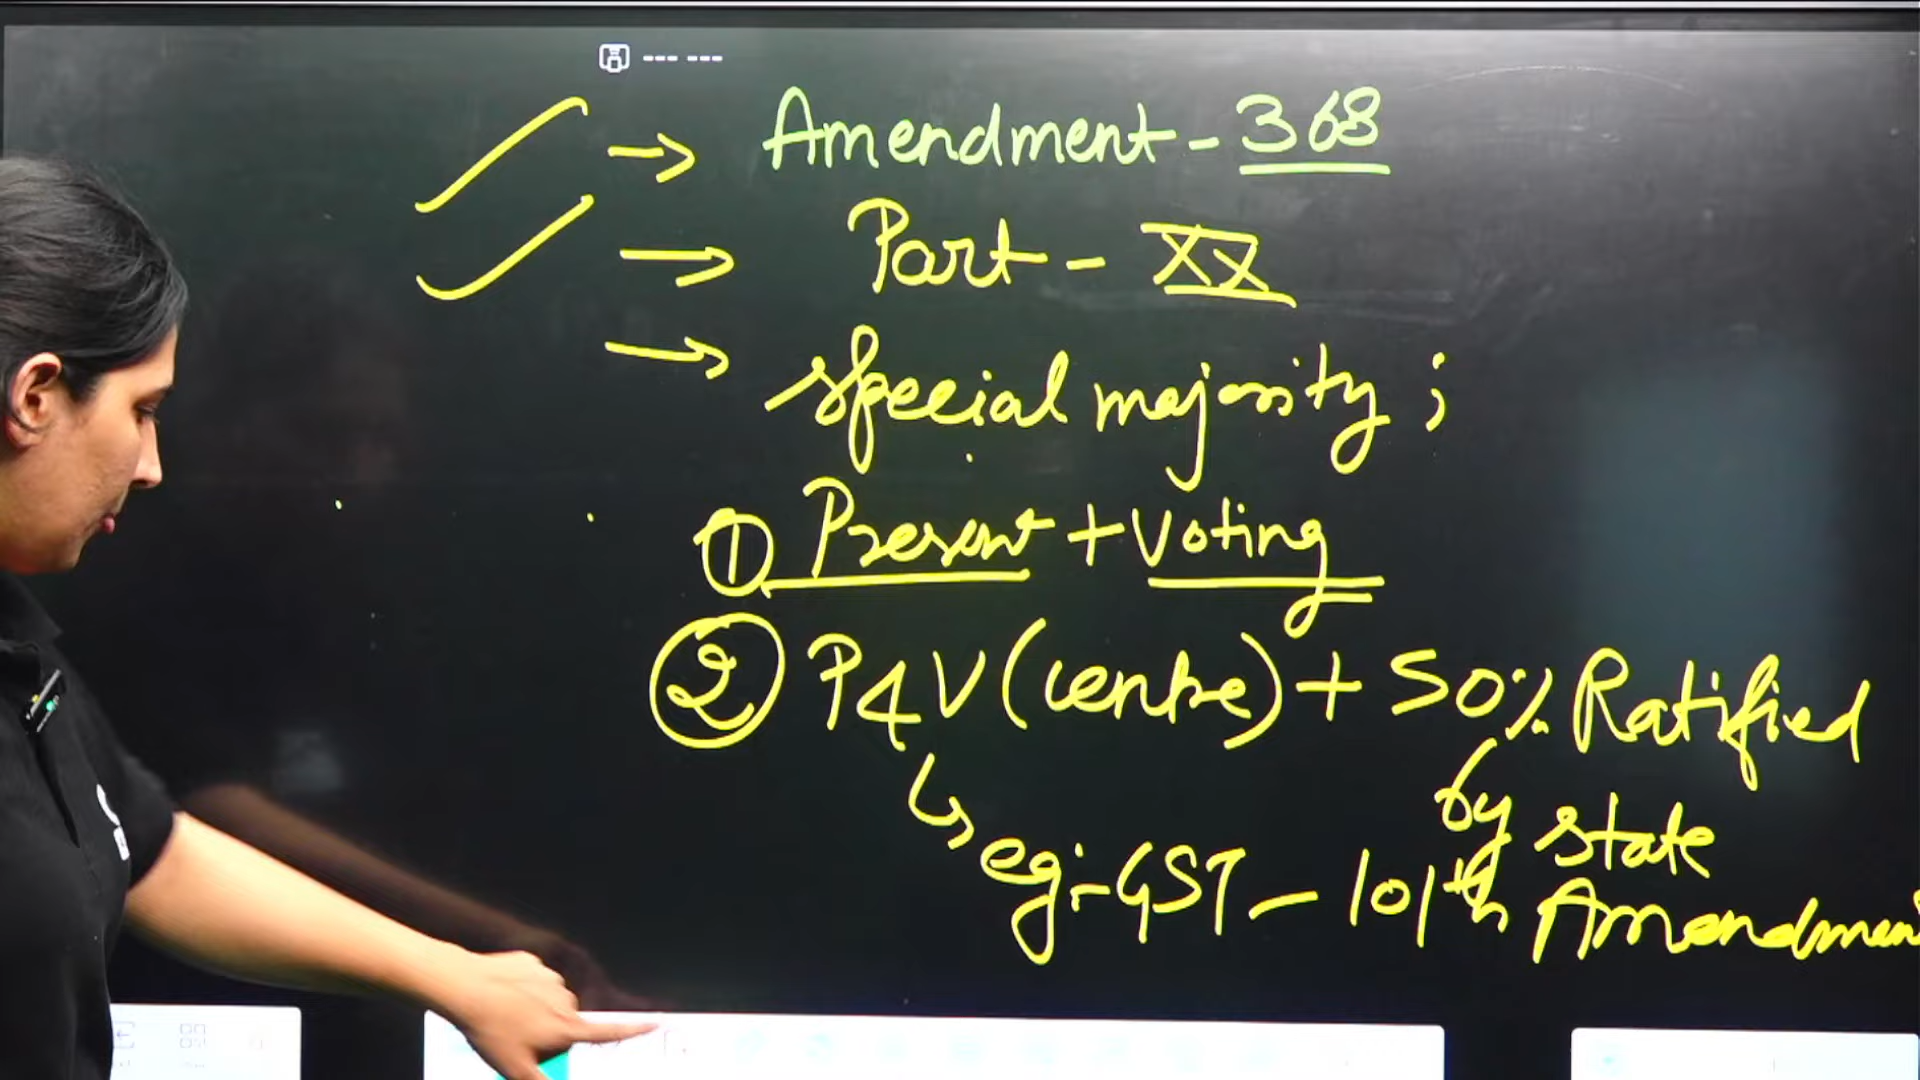 Amendment - 368
Part - XX
Special majority ;
① Present + Voting
② P & V (centre) + 50% Ratified
by state
eg:- GST - 101th Amendment